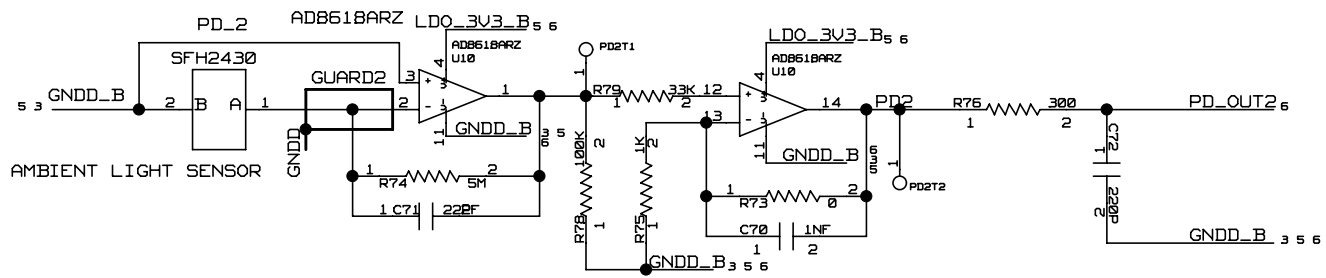 PD_2
AD8618ARZ
LDO_3V3_B 5 6
AD8618ARZ
U10
4
SFH2430
GUARD2
3
+
5 3 GNDD_B
2
B
A
1
2
-
1
11
GNDD_B
3 5
6
GNDD
AMBIENT LIGHT SENSOR
1
R74
5M
2
1 C71
22PF
PD2T1
1
R79
1
33K
2
100K
2
R78
1
1K
2
R75
1
GNDD_B 3 5 6
LDO_3V3_B 5 6
AD8618ARZ
U10
4
12
+
13
-
14
11
GNDD_B
6
3 5
1
R73
0
2
C70
1
1NF
2
PD2
1
PD2T2
R76
1
300
2
PD_OUT2 6
C72
1
220P
2
GNDD_B 3 5 6